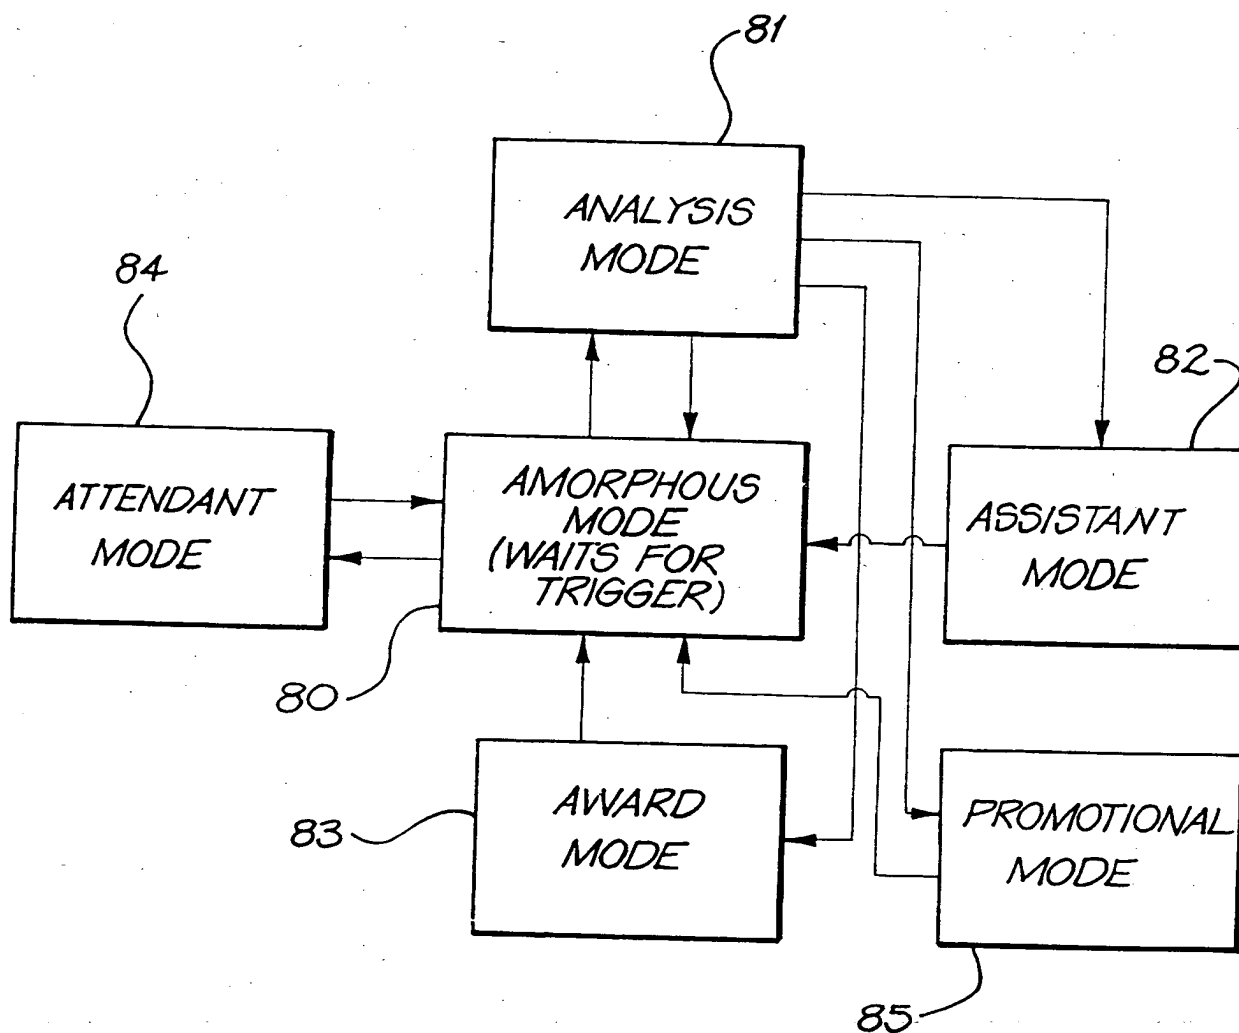 81
ANALYSIS
MODE
84
82
ATTENDANT
MODE
AMORPHOUS
MODE
(WAITS FOR
TRIGGER)
ASSISTANT
MODE
80
83
AWARD
MODE
PROMOTIONAL
MODE
85